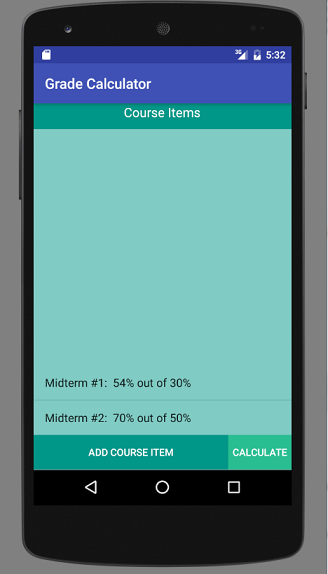 3G 5:32
Grade Calculator
Course Items
Midterm #1: 54% out of 30%
Midterm #2: 70% out of 50%
ADD COURSE ITEM CALCULATE